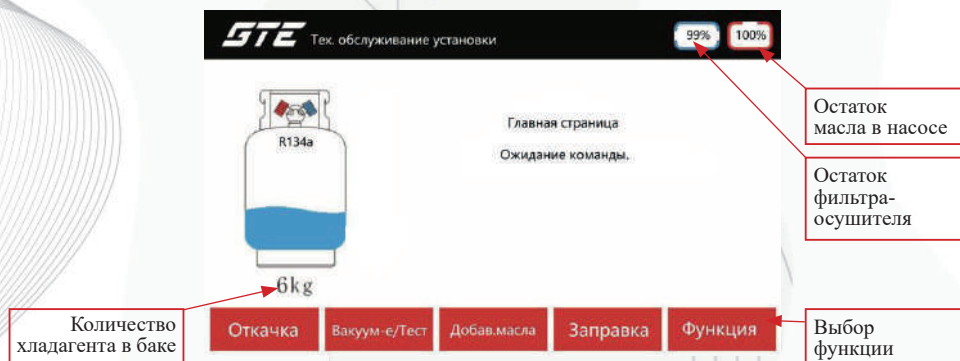 STE Тех. обслуживание установки 99% 100%
R134a
Главная страница
Ожидание команды.
Остаток
масла в насосе
Остаток
фильтра-
осушителя
6kg
Количество
хладагента в баке
Откачка Вакуум-е/Тест Добав.масла Заправка Функция
Выбор
функции